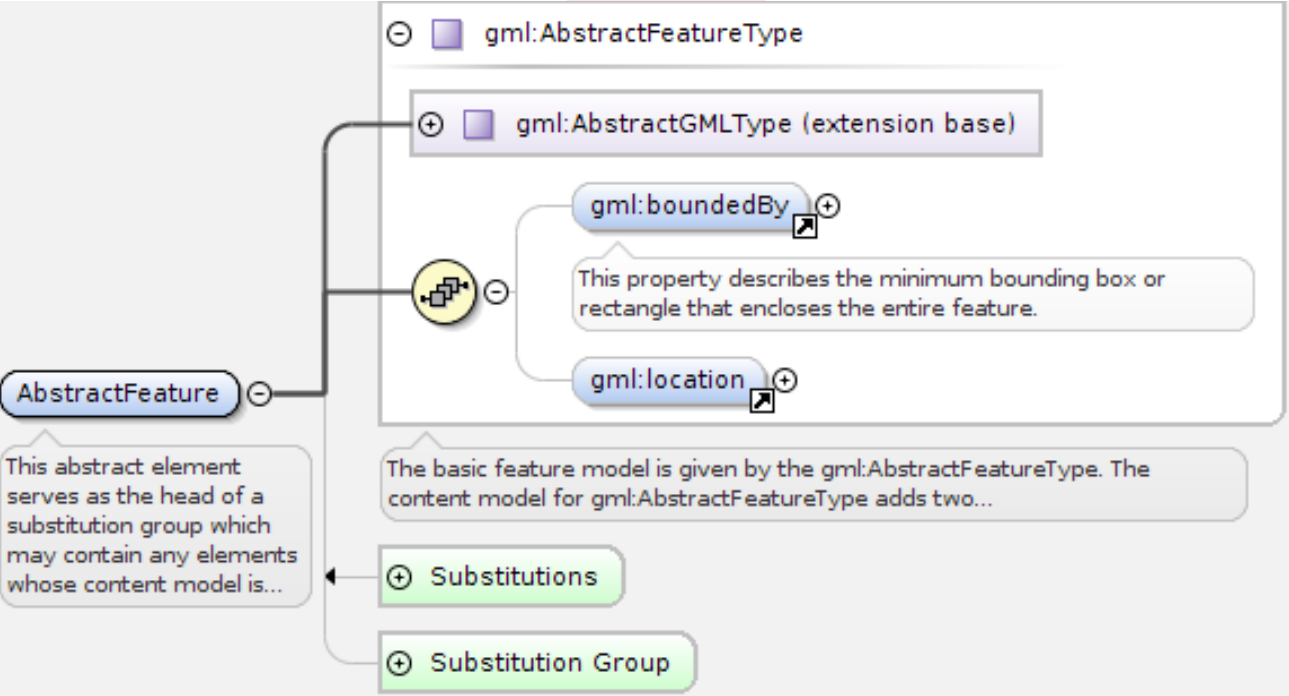 gml:AbstractFeatureType
gml:AbstractGMLType (extension base)
gml:boundedBy
This property describes the minimum bounding box or
rectangle that encloses the entire feature.
gml:location
AbstractFeature
This abstract element
serves as the head of a
substitution group which
may contain any elements
whose content model is...
The basic feature model is given by the gml:AbstractFeatureType. The
content model for gml:AbstractFeatureType adds two...
Substitutions
Substitution Group